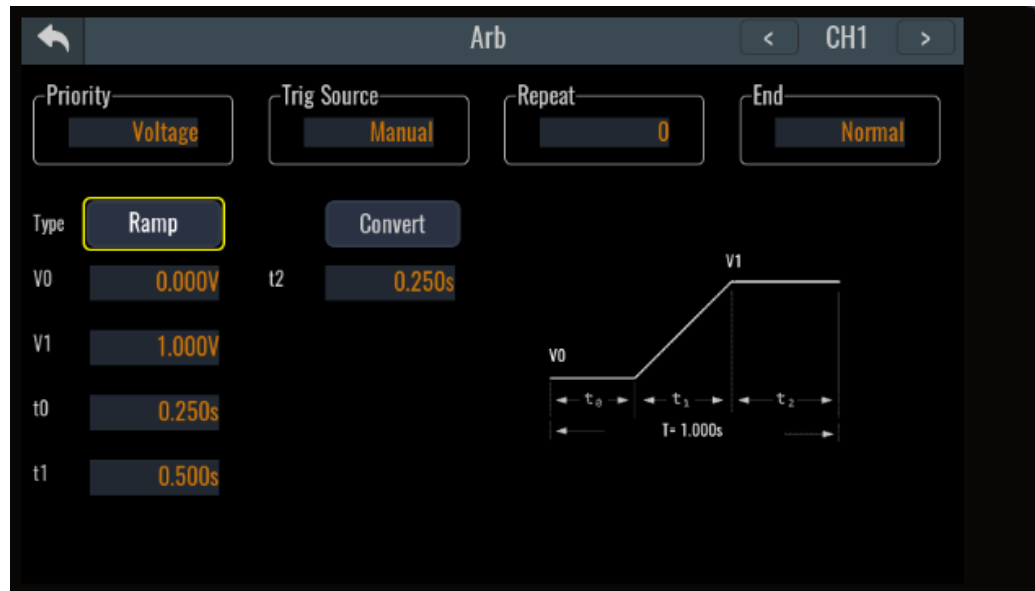 Arb
< CH1 >
Priority Trig Source Repeat End
Voltage Manual 0 Normal
Type Ramp Convert
V0 0.000V t2 0.250s
V1 1.000V
t0 0.250s
t1 0.500s
V1
V0
t₀ t₁ t₂
T= 1.000s